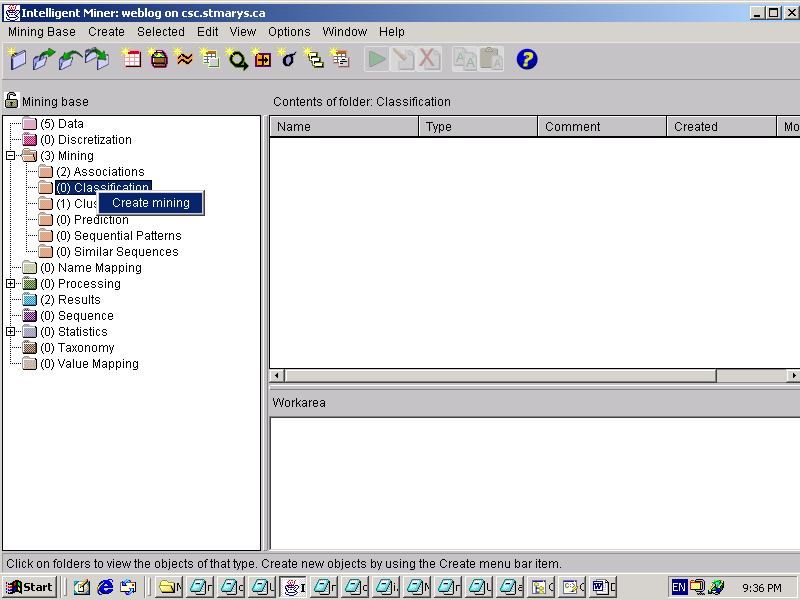 Intelligent Miner: weblog on csc.stmarys.ca
Mining Base Create Selected Edit View Options Window Help
Mining base
Contents of folder: Classification
Name Type Comment Created Mo
(5) Data
(0) Discretization
(3) Mining
(2) Associations
(0) Classification
(1) Clus
Create mining
(0) Prediction
(0) Sequential Patterns
(0) Similar Sequences
(0) Name Mapping
(0) Processing
(2) Results
(0) Sequence
(0) Statistics
(0) Taxonomy
(0) Value Mapping
Workarea
Click on folders to view the objects of that type. Create new objects by using the Create menu bar item.
Start EN 9:36 PM